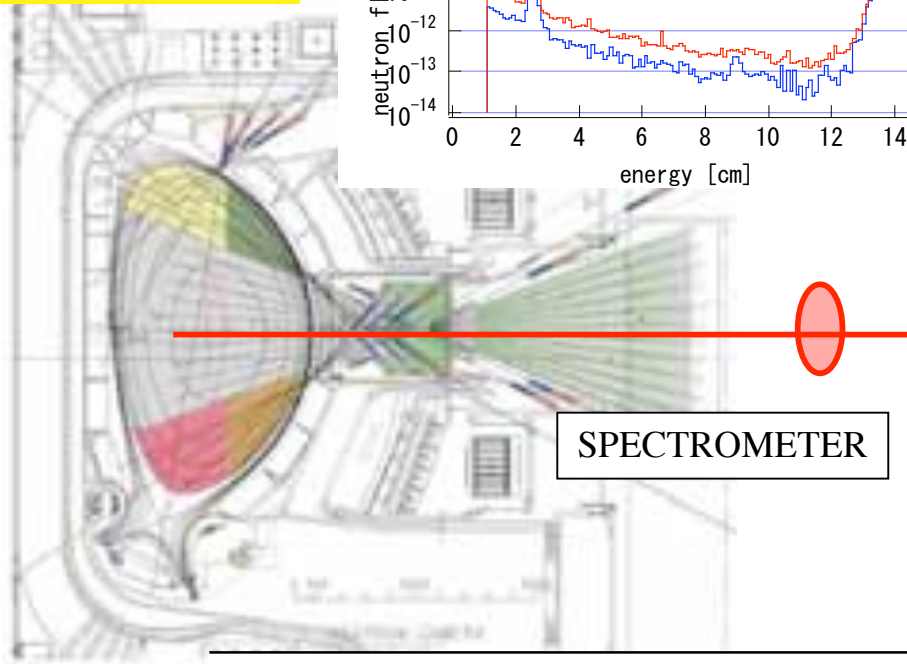 neutron f
10⁻¹²
10⁻¹³
10⁻¹⁴
0 2 4 6 8 10 12 14
energy [cm]
SPECTROMETER